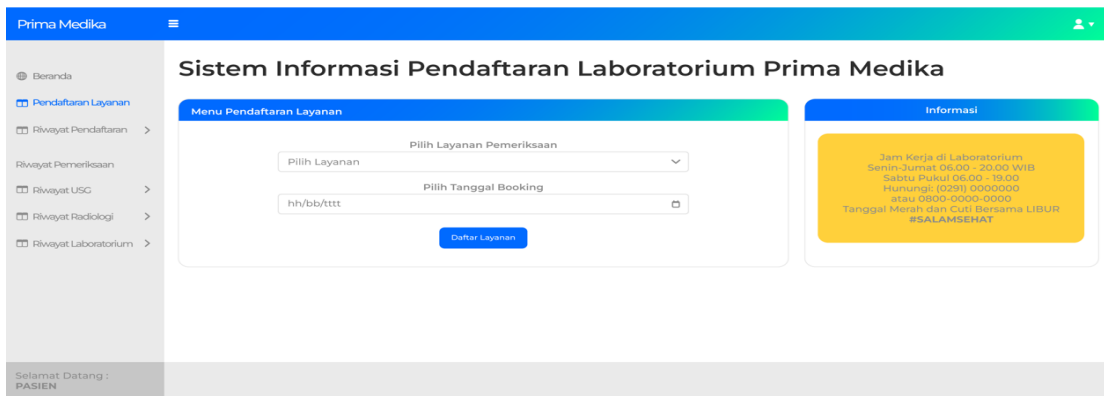 Prima Medika
Beranda
Pendaftaran Layanan
Riwayat Pendaftaran
Riwayat Pemeriksaan
Riwayat USG
Riwayat Radiologi
Riwayat Laboratorium
Selamat Datang :
PASIEN
Sistem Informasi Pendaftaran Laboratorium Prima Medika
Menu Pendaftaran Layanan
Pilih Layanan Pemeriksaan
Pilih Layanan
Pilih Tanggal Booking
hh/bb/tttt
Daftar Layanan
Informasi
Jam Kerja di Laboratorium
Senin-Jumat 06.00 - 20.00 WIB
Sabtu Pukul 06.00 - 19.00
Hunungi: (0291) 0000000
atau 0800-0000-0000
Tanggal Merah dan Cuti Bersama LIBUR
#SALAMSEHAT